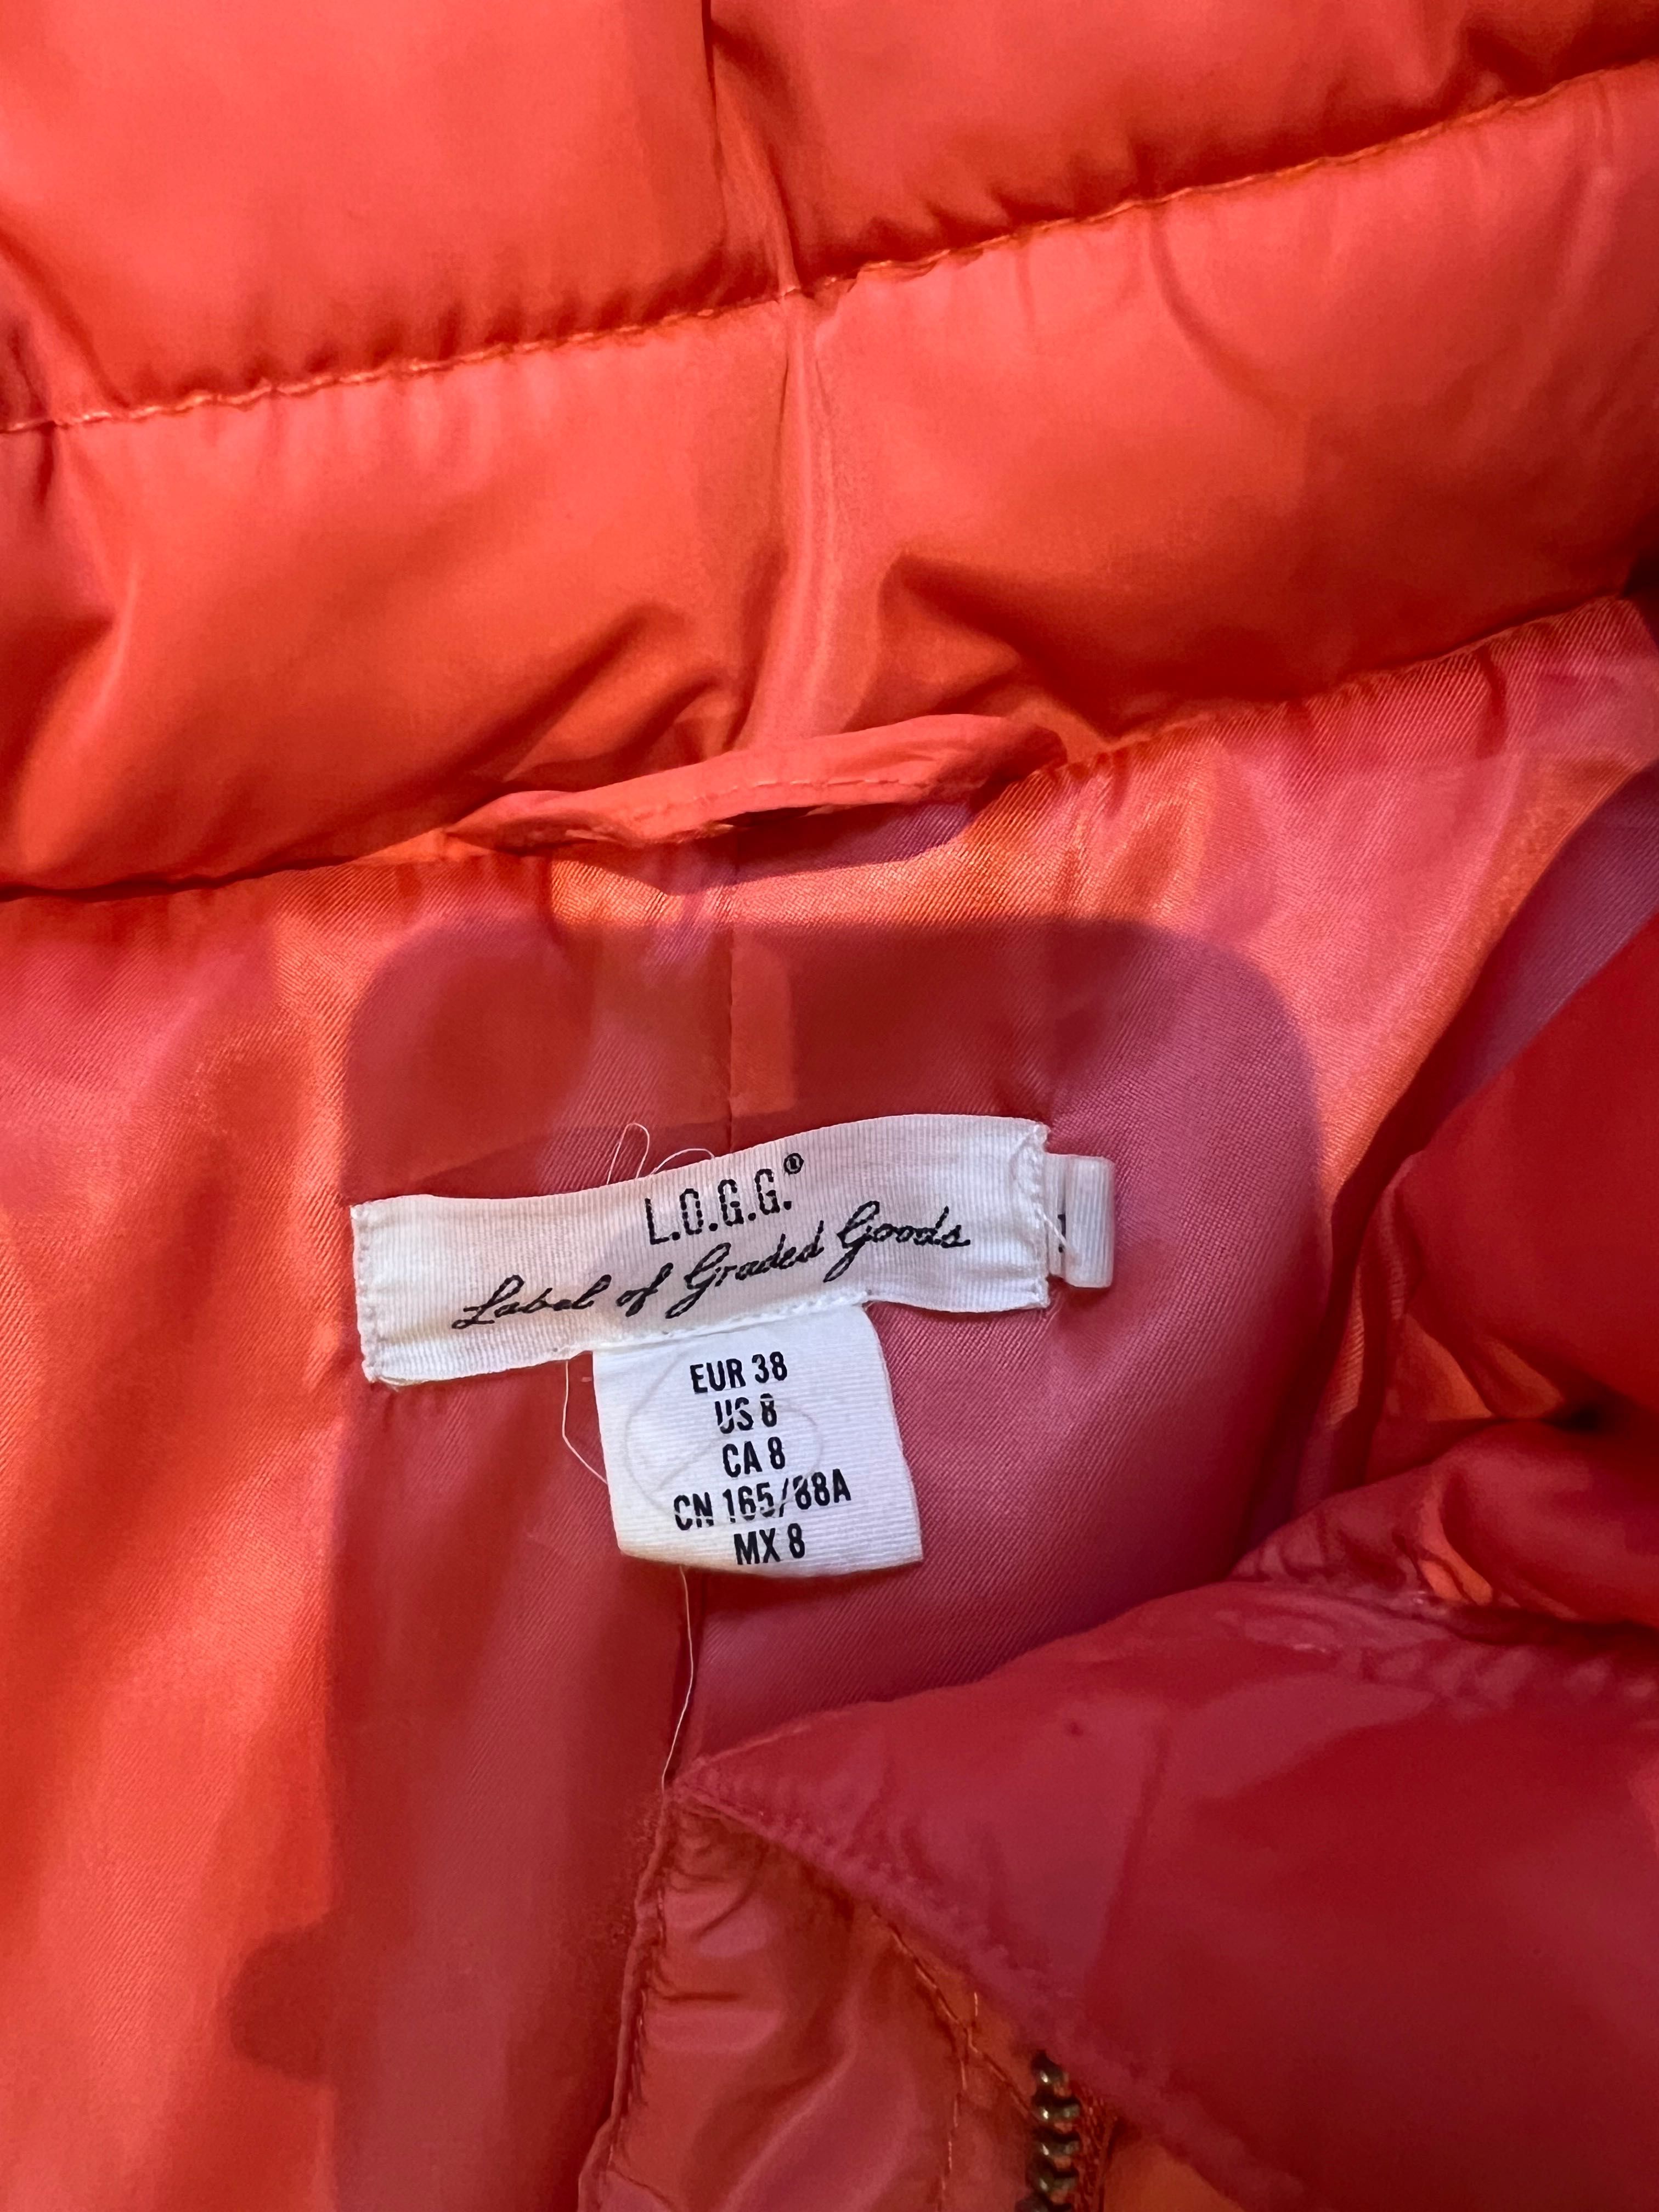 L.O.G.G.®
Label of Graded Goods
EUR 38
US 8
CA 8
CN 165/88A
MX 8